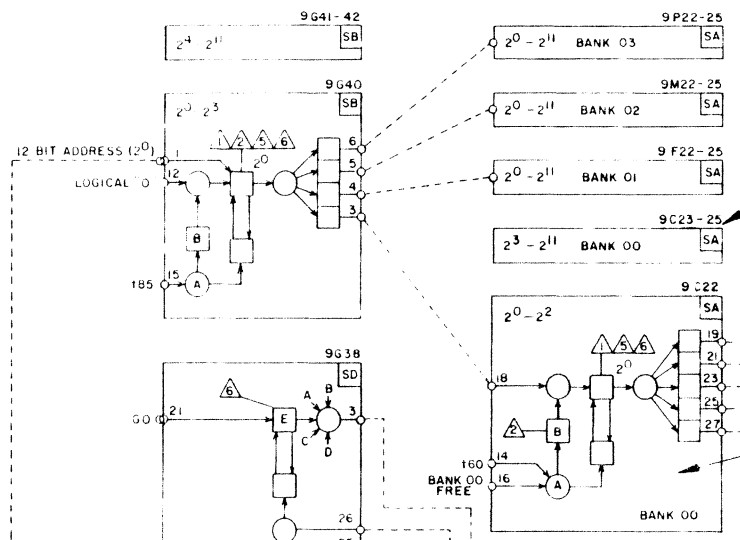 9G41-42
SB
2⁴ - 2¹¹
9G40
SB
2⁰ - 2³
1 2 5 6
2⁰
12 BIT ADDRESS (2⁰)
1
LOGICAL "0"
12
B
t85
15
A
6
5
4
3
9G38
SD
6
GO
21
E
A
B
C
D
3
26
9P22-25
SA
2⁰ - 2¹¹ BANK 03
9M22-25
SA
2⁰ - 2¹¹ BANK 02
9F22-25
SA
2⁰ - 2¹¹ BANK 01
9C23-25
SA
2³ - 2¹¹ BANK 00
9C22
SA
2⁰ - 2²
1 5 6
2⁰
18
2
B
t60
14
BANK 00
FREE
16
A
19
21
23
25
27
BANK 00